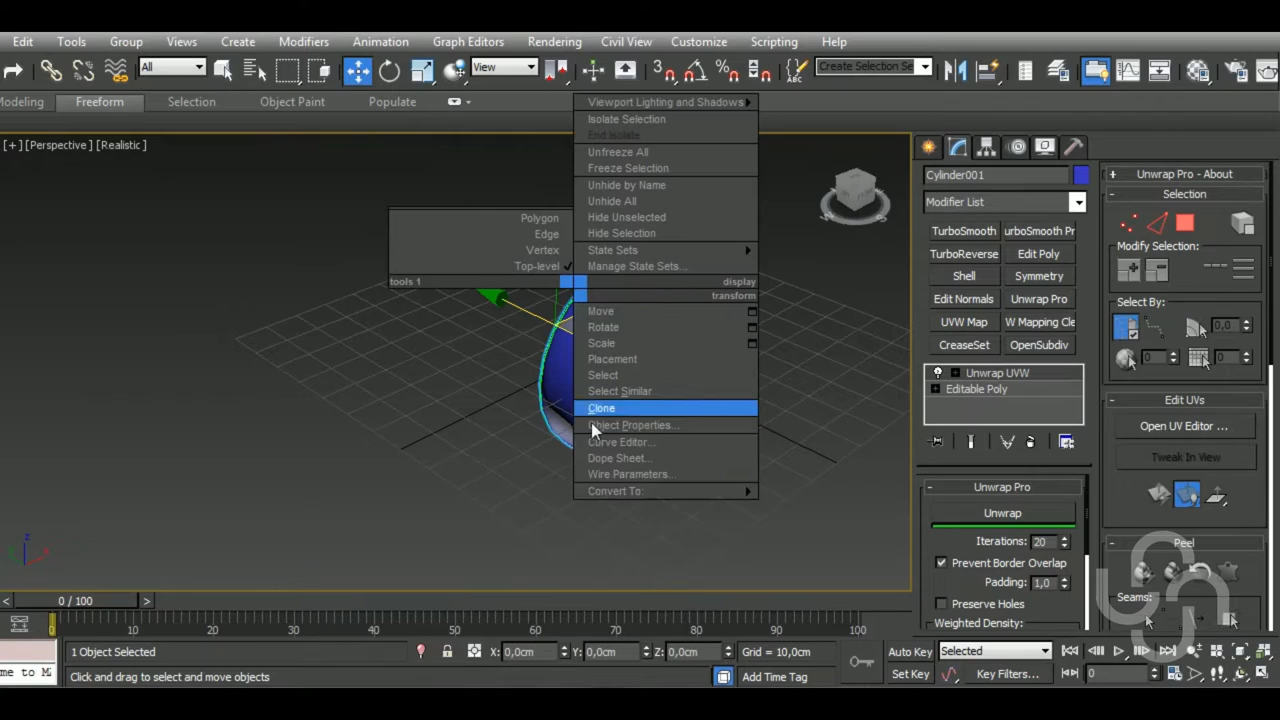 Edit Tools Group Views Create Modifiers Animation Graph Editors Rendering Civil View Customize Scripting Help
All View Create Selection Se
odeling Freeform Selection Object Paint Populate
[+] [Perspective] [Realistic]
Polygon
Edge
Vertex
Top-level
tools 1
Viewport Lighting and Shadows
Isolate Selection
End Isolate
Unfreeze All
Freeze Selection
Unhide by Name
Unhide All
Hide Unselected
Hide Selection
State Sets
Manage State Sets...
display
transform
Move
Rotate
Scale
Placement
Select
Select Similar
Clone
Object Properties...
Curve Editor...
Dope Sheet...
Wire Parameters...
Convert To:
Cylinder001
Modifier List
TurboSmooth urboSmooth Pr
TurboReverse Edit Poly
Shell Symmetry
Edit Normals Unwrap Pro
UVW Map W Mapping Cle
CreaseSet OpenSubdiv
Unwrap UVW
Editable Poly
Unwrap Pro
Unwrap
Iterations: 20
Prevent Border Overlap
Padding: 1,0
Preserve Holes
Weighted Density:
Unwrap Pro - About
Selection
Modify Selection:
Select By:
0,0
0 0
Edit UVs
Open UV Editor ...
Tweak In View
Peel
Seams:
z
x
< 0 / 100 >
0 10 20 30 40 50 60 70 80 90 100
1 Object Selected X: 0,0cm Y: 0,0cm Z: 0,0cm Grid = 10,0cm Auto Key Selected
ome to Mi Click and drag to select and move objects Add Time Tag Set Key Key Filters... 0